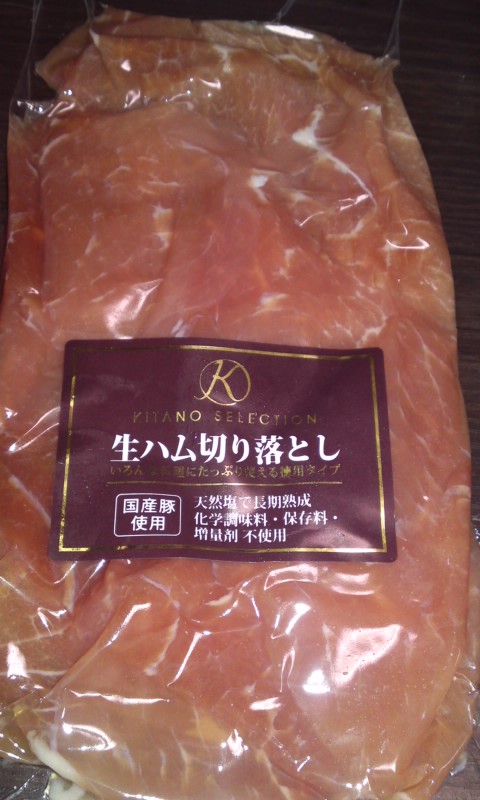 K
KITANO SELECTION
生ハム切り落とし
いろんな料理にたっぷり使える徳用タイプ
国産豚
使用
天然塩で長期熟成
化学調味料・保存料・
増量剤 不使用